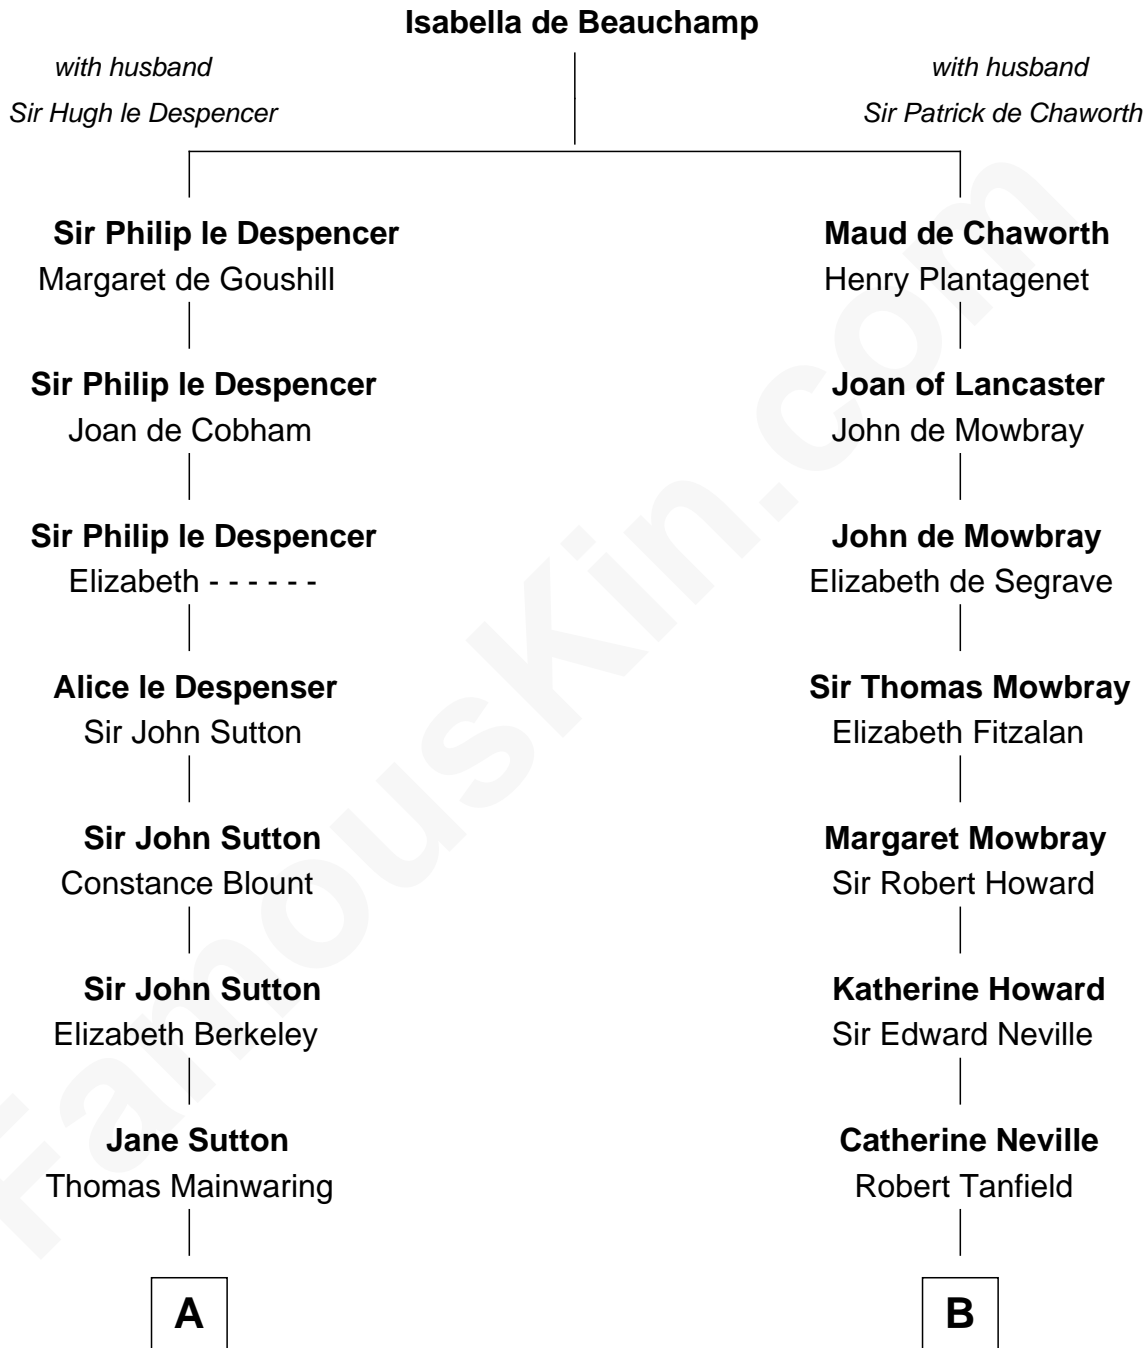 Isabella de Beauchamp
with husband
Sir Hugh le Despencer
with husband
Sir Patrick de Chaworth
Sir Philip le Despencer
Margaret de Goushill
Maud de Chaworth
Henry Plantagenet
Sir Philip le Despencer
Joan de Cobham
Joan of Lancaster
John de Mowbray
Sir Philip le Despencer
Elizabeth - - - - - -
John de Mowbray
Elizabeth de Segrave
Alice le Despenser
Sir John Sutton
Sir Thomas Mowbray
Elizabeth Fitzalan
Sir John Sutton
Constance Blount
Margaret Mowbray
Sir Robert Howard
Sir John Sutton
Elizabeth Berkeley
Katherine Howard
Sir Edward Neville
Jane Sutton
Thomas Mainwaring
Catherine Neville
Robert Tanfield
A
B
FamousKin.com